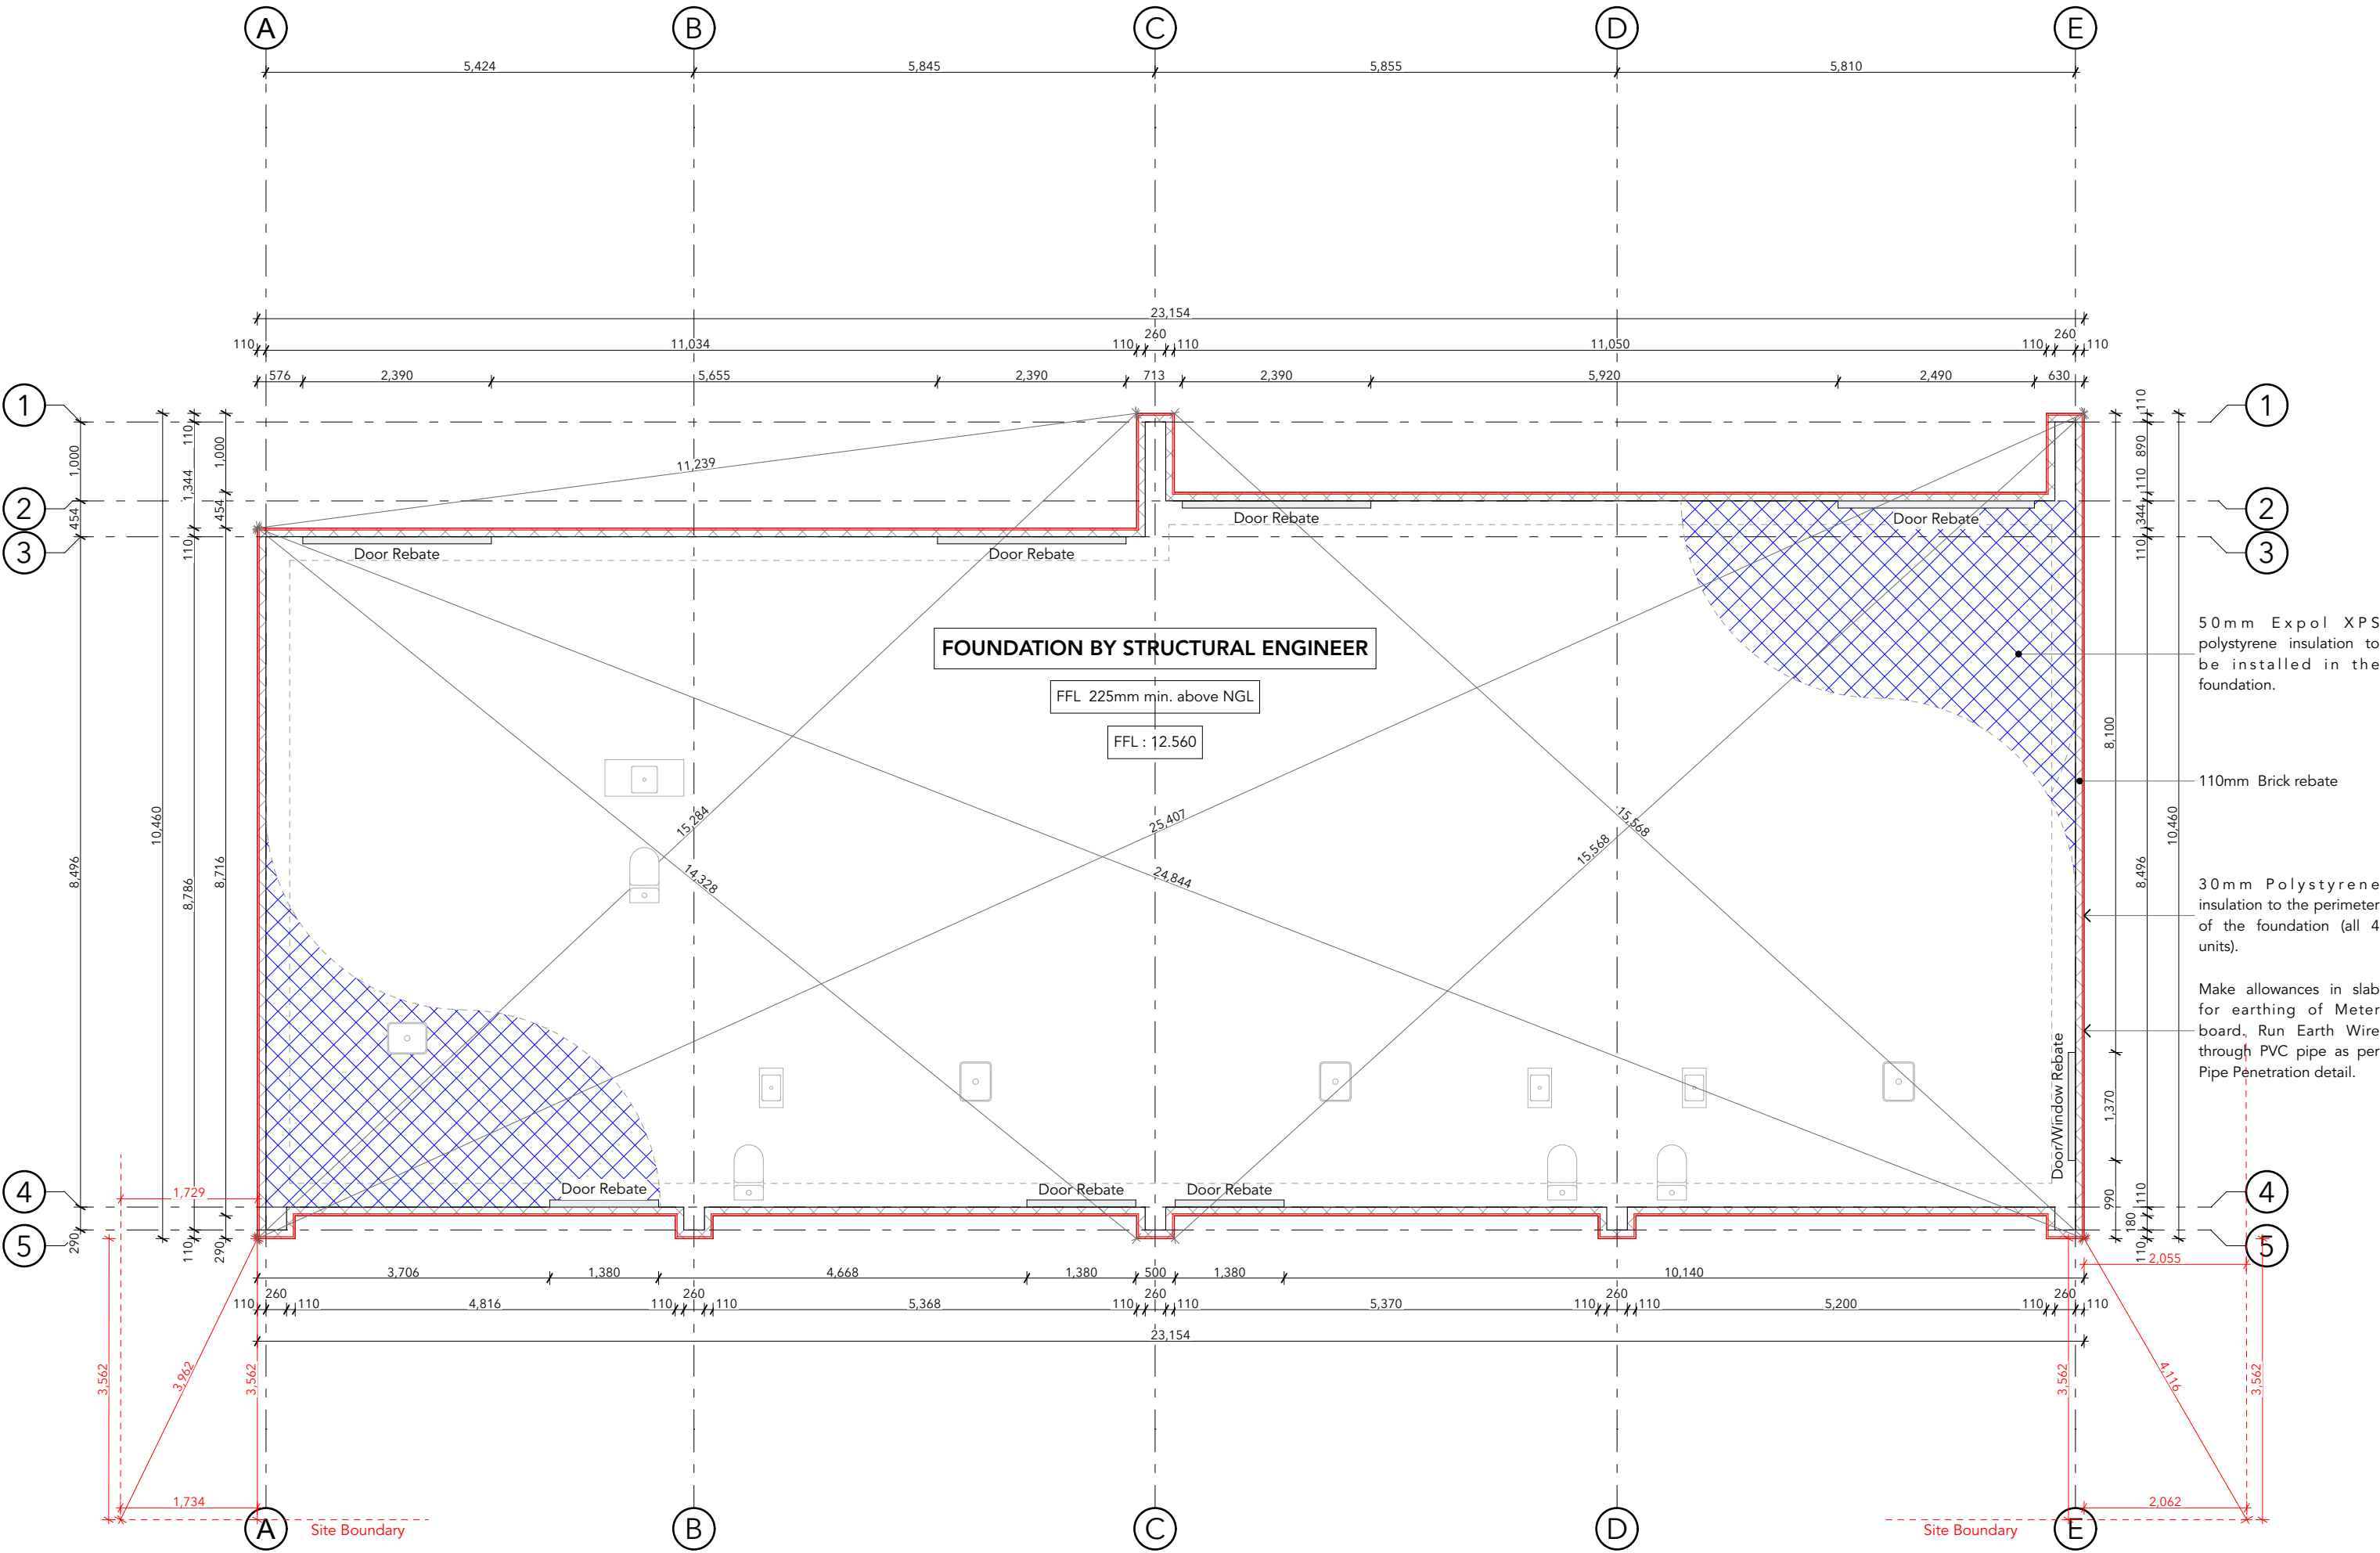 A B C D E
5,424 5,845 5,855 5,810
23,154
260 260
110 11,034 110 110 11,050 110 110
576 2,390 5,655 2,390 713 2,390 5,920 2,490 630
1 1
2 2
3 3
1,000 454 8,496 290
10,460
110 1,344 110 8,786 110
1,000 454 8,716 290
110 890 110 344 110 8,496 110 180 110
10,460
8,100 1,370 990
11,239
Door Rebate Door Rebate Door Rebate Door Rebate
FOUNDATION BY STRUCTURAL ENGINEER
FFL 225mm min. above NGL
FFL : 12.560
50mm Expol XPS
polystyrene insulation to
be installed in the
foundation.
110mm Brick rebate
15,284 14,328 25,407 24,844 15,568 15,568
30mm Polystyrene
insulation to the perimeter
of the foundation (all 4
units).
Make allowances in slab
for earthing of Meter
board. Run Earth Wire
through PVC pipe as per
Pipe Penetration detail.
Door/Window Rebate
Door Rebate Door Rebate Door Rebate
4 4
5 5
1,729 2,055
3,706 1,380 4,668 1,380 500 1,380 10,140
260 260 260 260 260
110 110 4,816 110 110 5,368 110 110 5,370 110 110 5,200 110 110
23,154
3,562 3,962 3,562 3,562 4,116 3,562
1,734 2,062
Site Boundary Site Boundary
A B C D E